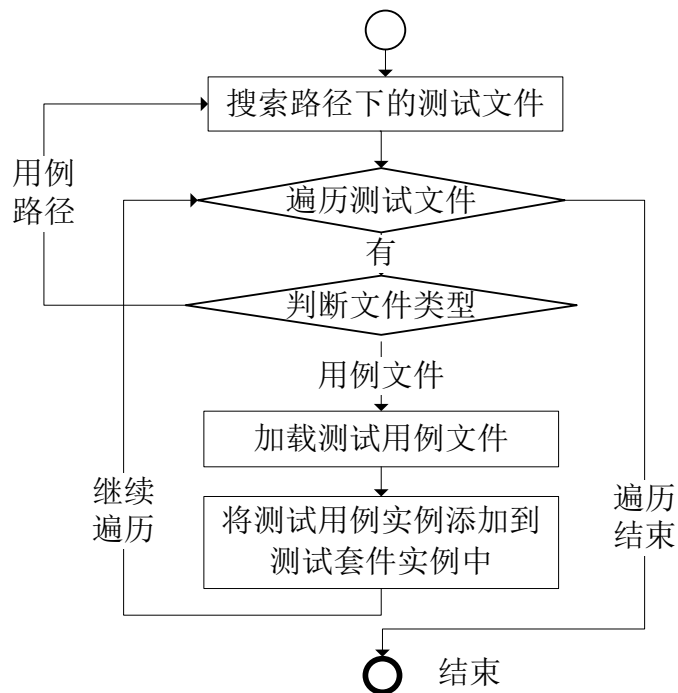 搜索路径下的测试文件
用例
路径
遍历测试文件
有
判断文件类型
用例文件
加载测试用例文件
继续
遍历
将测试用例实例添加到
测试套件实例中
遍历
结束
结束